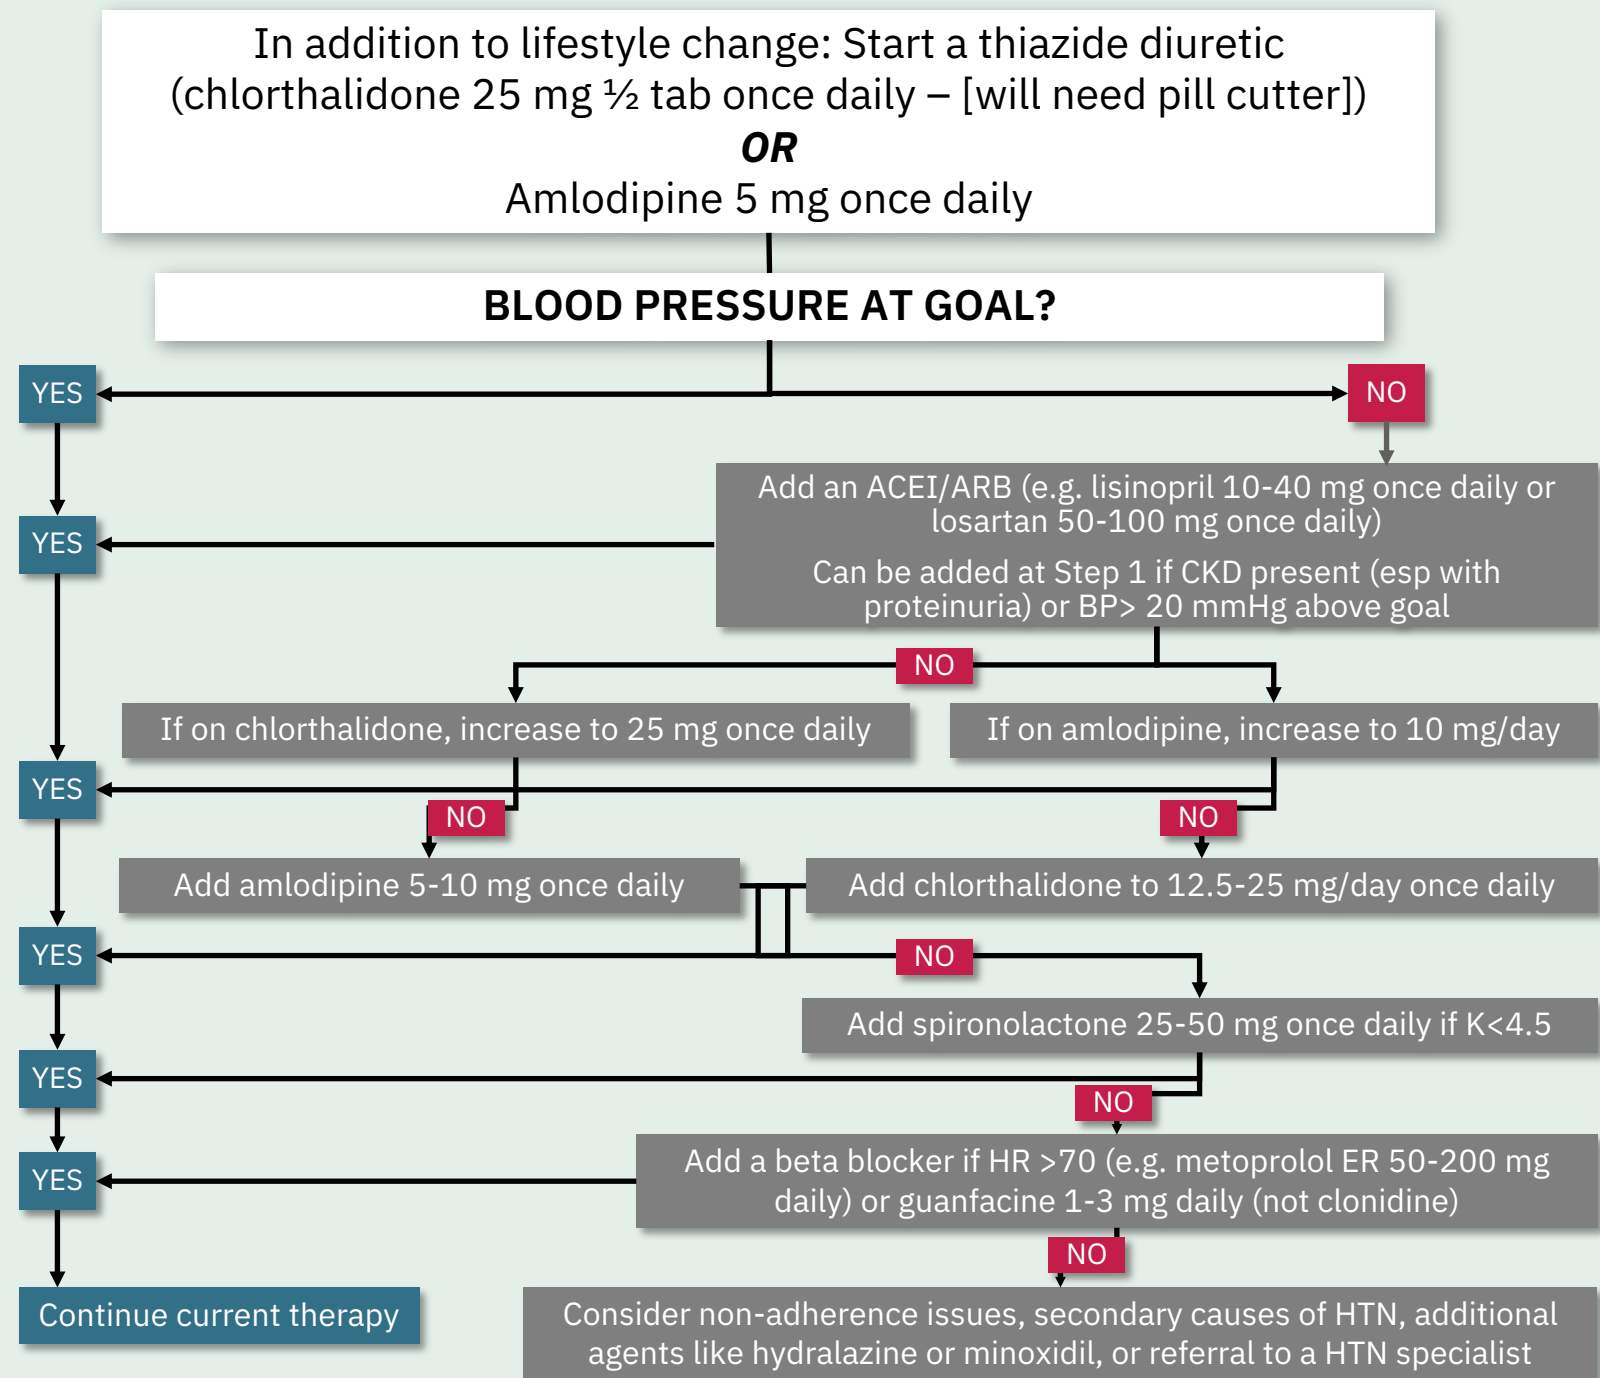 In addition to lifestyle change: Start a thiazide diuretic
(chlorthalidone 25 mg ½ tab once daily – [will need pill cutter])
OR
Amlodipine 5 mg once daily
BLOOD PRESSURE AT GOAL?
YES
NO
Add an ACEI/ARB (e.g. lisinopril 10-40 mg once daily or
losartan 50-100 mg once daily)
Can be added at Step 1 if CKD present (esp with
proteinuria) or BP> 20 mmHg above goal
YES
NO
If on chlorthalidone, increase to 25 mg once daily
If on amlodipine, increase to 10 mg/day
YES
NO
NO
Add amlodipine 5-10 mg once daily
Add chlorthalidone to 12.5-25 mg/day once daily
YES
NO
Add spironolactone 25-50 mg once daily if K<4.5
YES
NO
Add a beta blocker if HR >70 (e.g. metoprolol ER 50-200 mg
daily) or guanfacine 1-3 mg daily (not clonidine)
YES
NO
Continue current therapy
Consider non-adherence issues, secondary causes of HTN, additional
agents like hydralazine or minoxidil, or referral to a HTN specialist